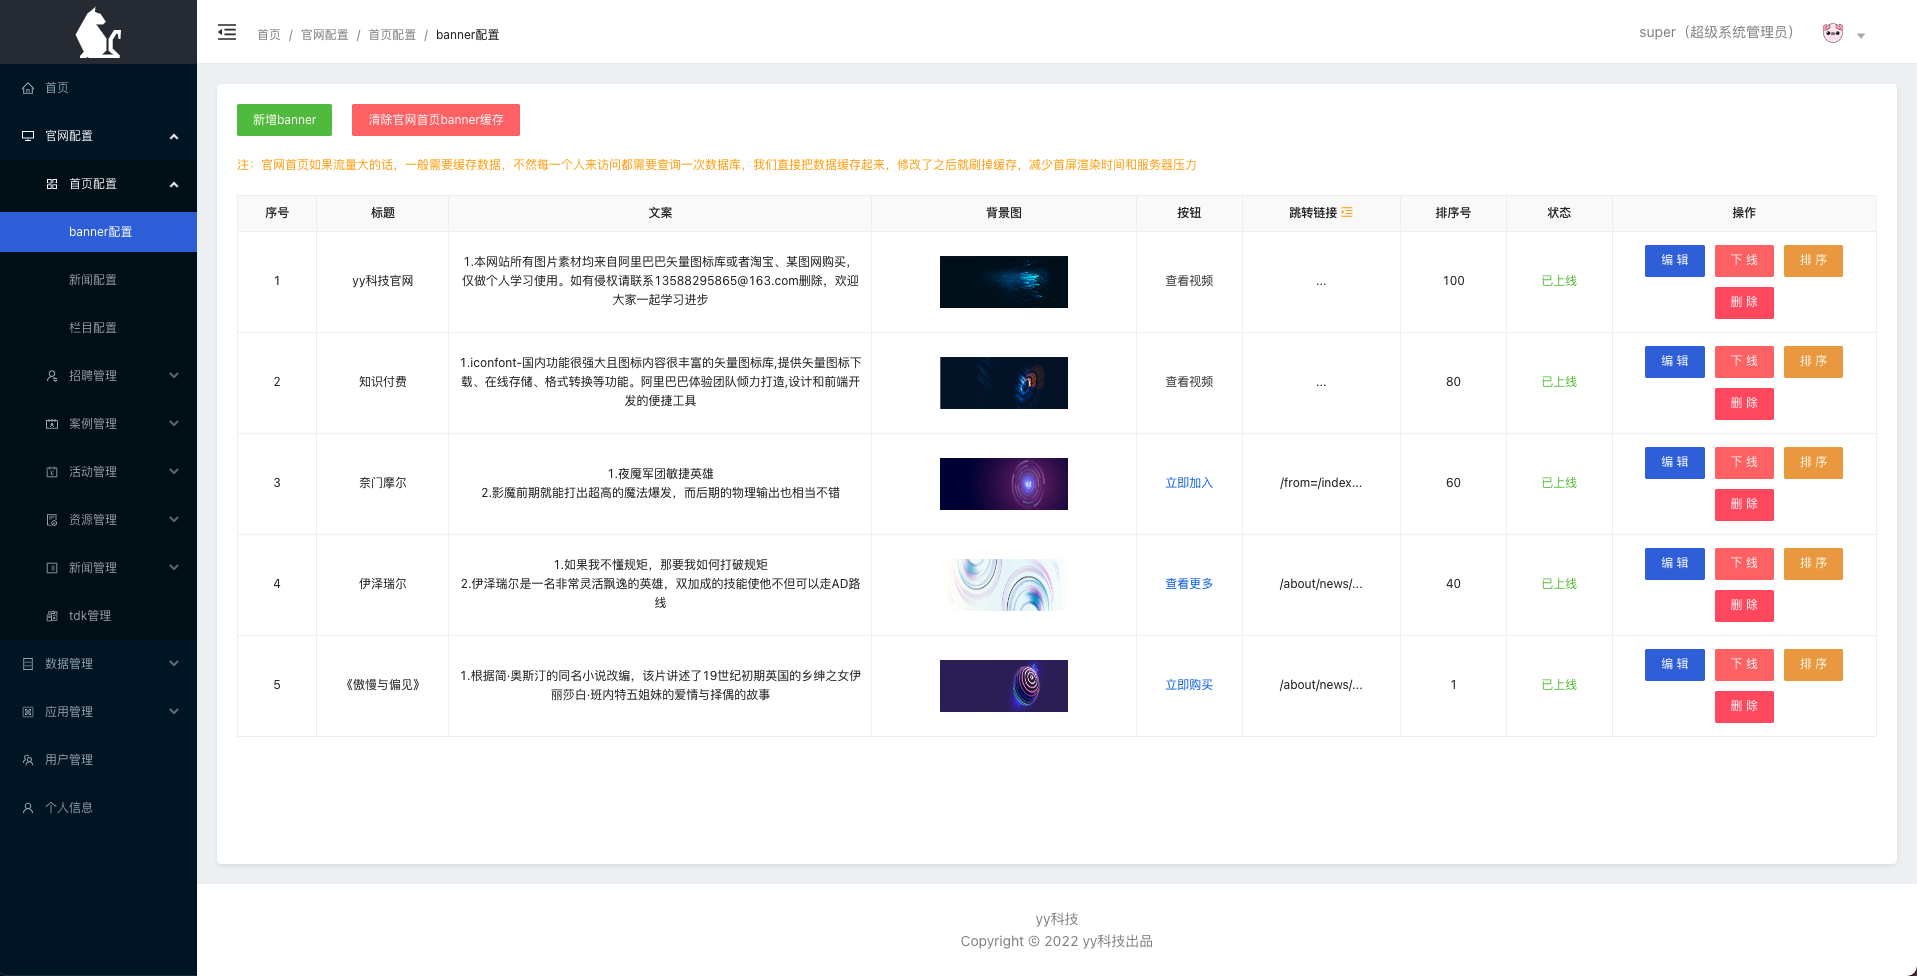 首页 / 官网配置 / 首页配置 / banner配置
super（超级系统管理员）
首页
官网配置
首页配置
banner配置
新闻配置
栏目配置
招聘管理
案例管理
活动管理
资源管理
新闻管理
tdk管理
数据管理
应用管理
用户管理
个人信息
新增banner
清除官网首页banner缓存
注：官网首页如果流量大的话，一般需要缓存数据，不然每一个人来访问都需要查询一次数据库，我们直接把数据缓存起来，修改了之后就刷掉缓存，减少首屏渲染时间和服务器压力
序号 标题 文案 背景图 按钮 跳转链接 排序号 状态 操作
1
yy科技官网
1.本网站所有图片素材均来自阿里巴巴矢量图标库或者淘宝、某图网购买，
仅做个人学习使用。如有侵权请联系13588295865@163.com删除，欢迎
大家一起学习进步
查看视频
...
100
已上线
编 辑 下 线 排 序
删 除
2
知识付费
1.iconfont-国内功能很强大且图标内容很丰富的矢量图标库,提供矢量图标下
载、在线存储、格式转换等功能。阿里巴巴体验团队倾力打造,设计和前端开
发的便捷工具
查看视频
...
80
已上线
编 辑 下 线 排 序
删 除
3
奈门摩尔
1.夜魔军团敏捷英雄
2.影魔前期就能打出超高的魔法爆发，而后期的物理输出也相当不错
立即加入
/from=/index...
60
已上线
编 辑 下 线 排 序
删 除
4
伊泽瑞尔
1.如果我不懂规矩，那要我如何打破规矩
2.伊泽瑞尔是一名非常灵活飘逸的英雄，双加成的技能使他不但可以走AD路
线
查看更多
/about/news/...
40
已上线
编 辑 下 线 排 序
删 除
5
《傲慢与偏见》
1.根据简·奥斯汀的同名小说改编，该片讲述了19世纪初期英国的乡绅之女伊
丽莎白·班内特五姐妹的爱情与择偶的故事
立即购买
/about/news/...
1
已上线
编 辑 下 线 排 序
删 除
yy科技
Copyright © 2022 yy科技出品